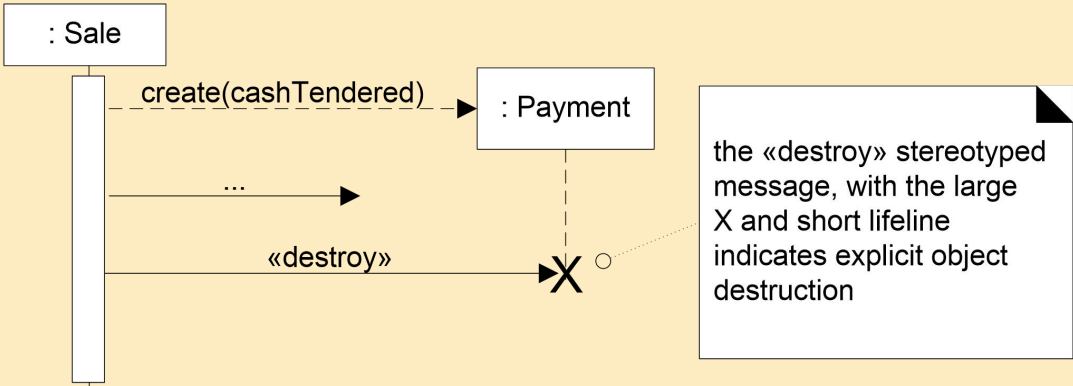 : Sale
create(cashTendered)
: Payment
...
«destroy»
X
the «destroy» stereotyped
message, with the large
X and short lifeline
indicates explicit object
destruction